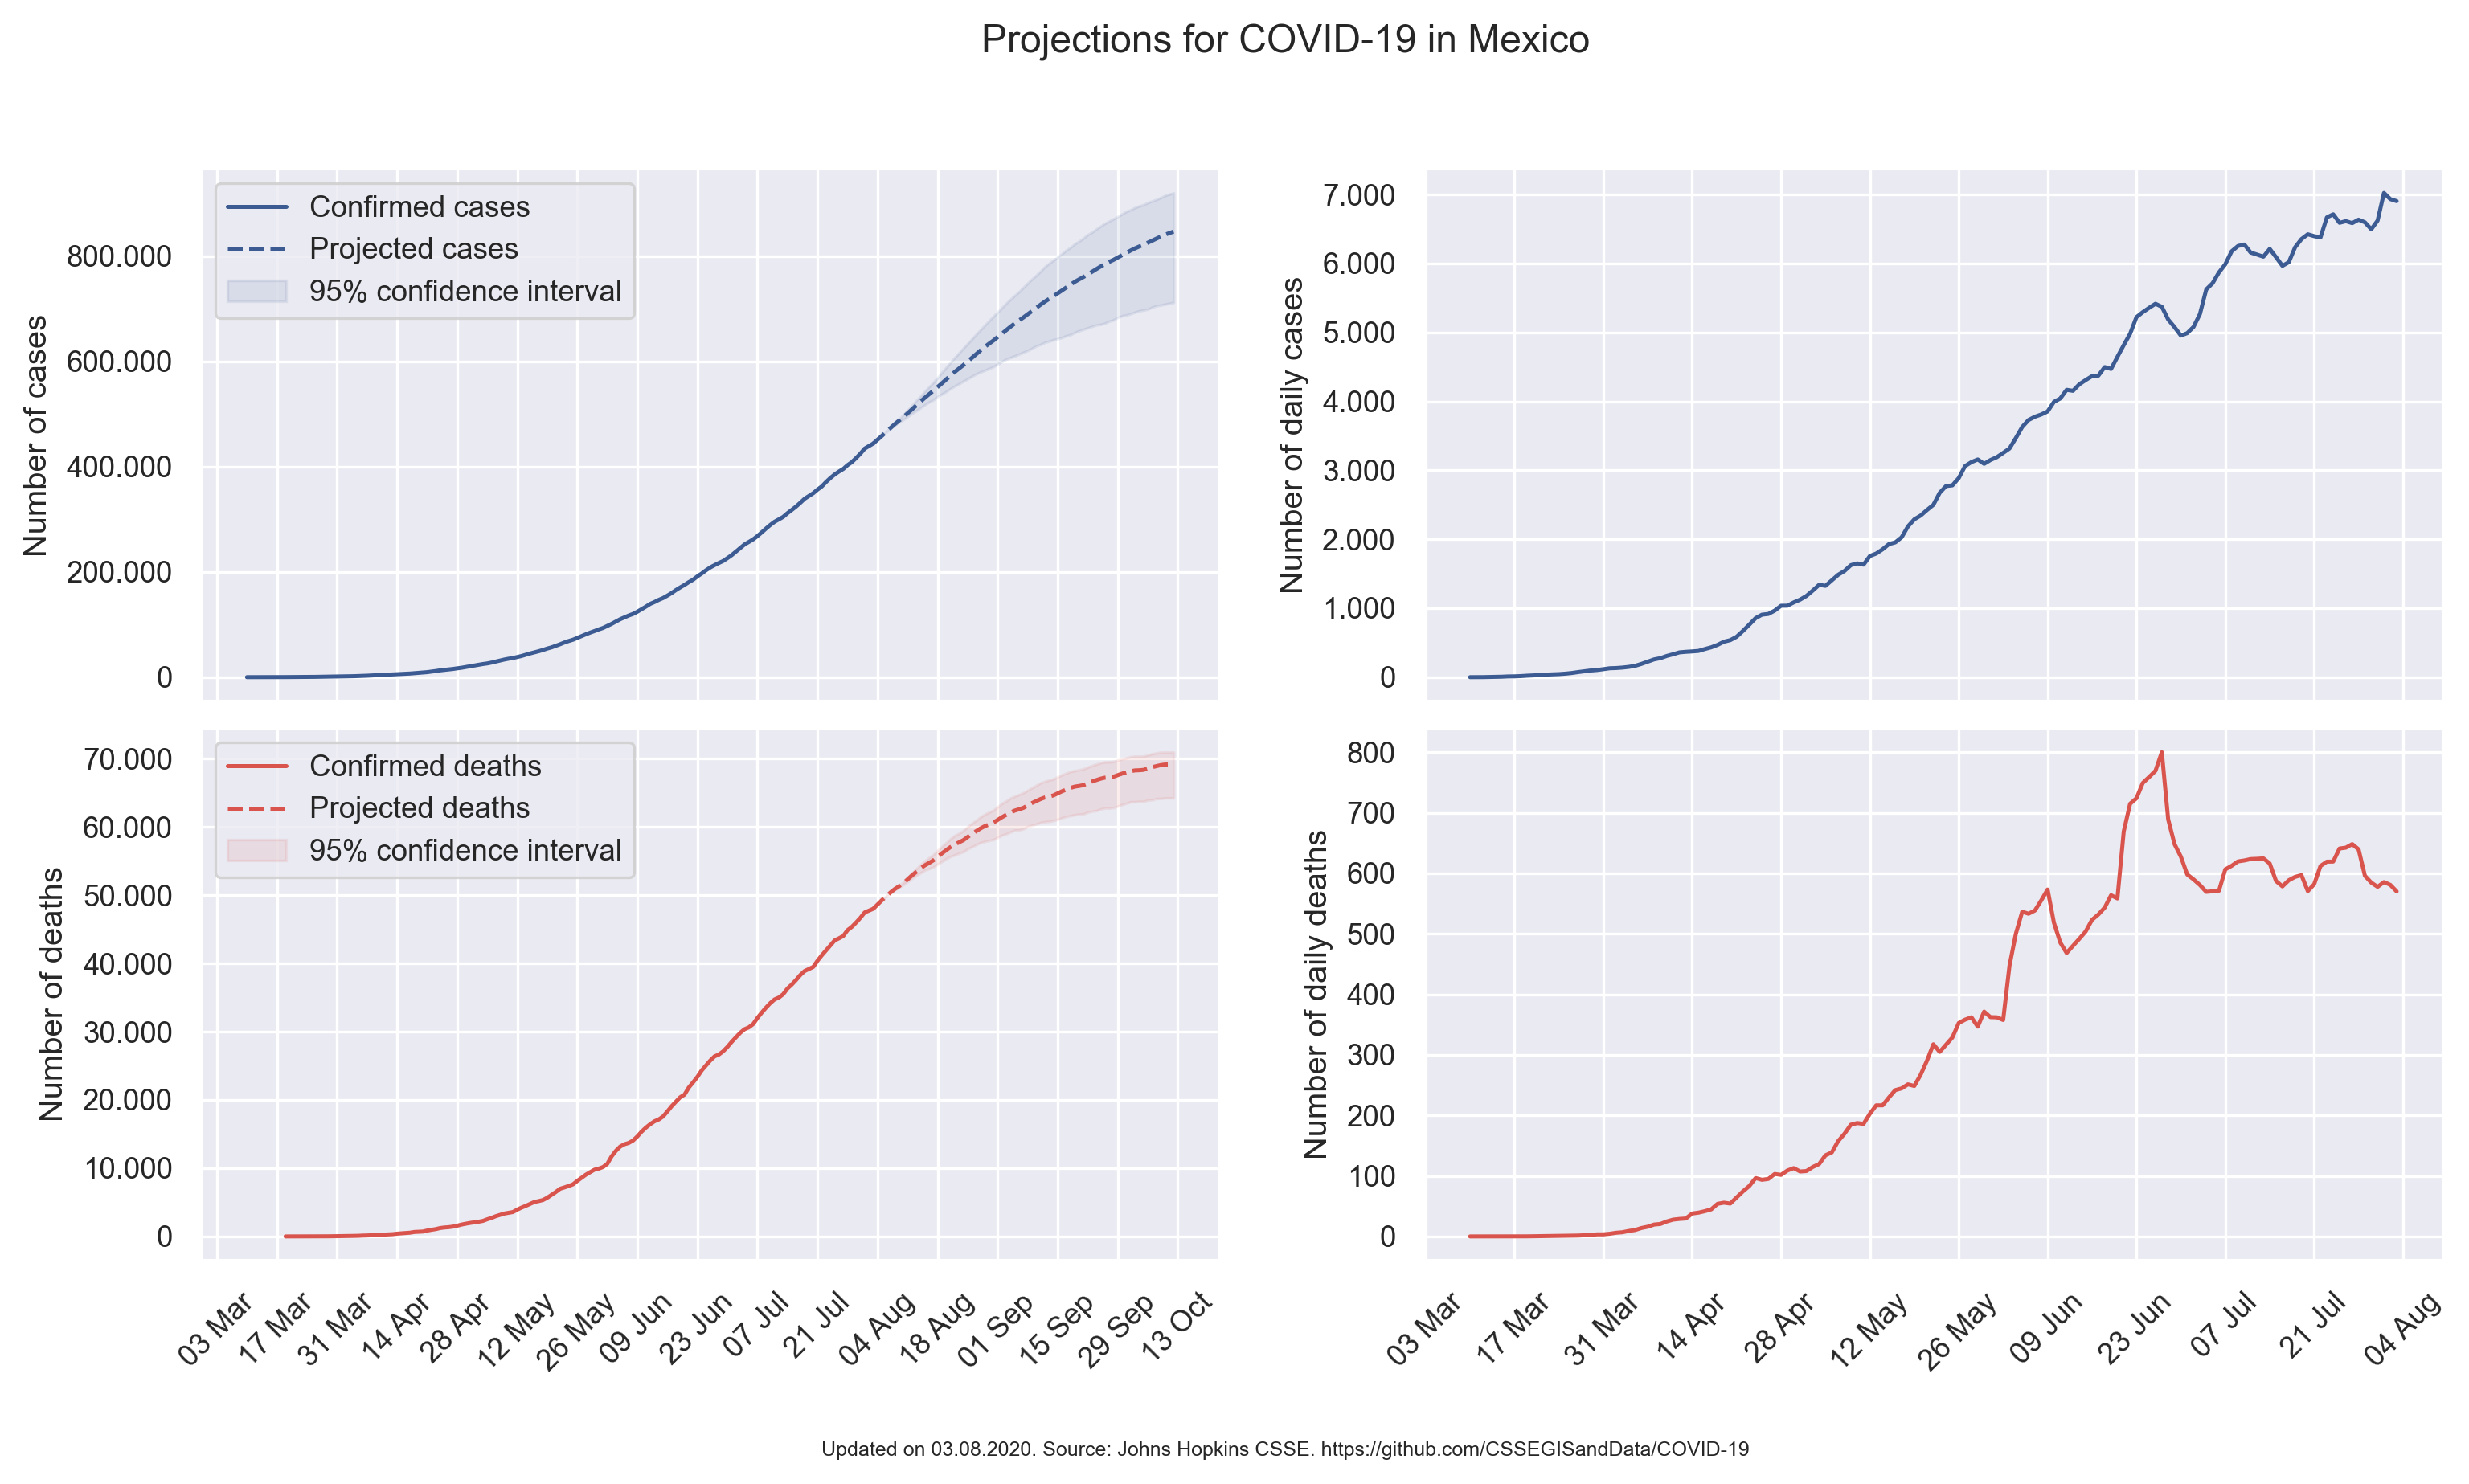 Projections for COVID-19 in Mexico
Confirmed cases
Projected cases
95% confidence interval
Number of cases
800.000
600.000
400.000
200.000
0
Number of daily cases
7.000
6.000
5.000
4.000
3.000
2.000
1.000
0
Confirmed deaths
Projected deaths
95% confidence interval
Number of deaths
70.000
60.000
50.000
40.000
30.000
20.000
10.000
0
03 Mar
17 Mar
31 Mar
14 Apr
28 Apr
12 May
26 May
09 Jun
23 Jun
07 Jul
21 Jul
04 Aug
18 Aug
01 Sep
15 Sep
29 Sep
13 Oct
Number of daily deaths
800
700
600
500
400
300
200
100
0
03 Mar
17 Mar
31 Mar
14 Apr
28 Apr
12 May
26 May
09 Jun
23 Jun
07 Jul
21 Jul
04 Aug
Updated on 03.08.2020. Source: Johns Hopkins CSSE. https://github.com/CSSEGISandData/COVID-19